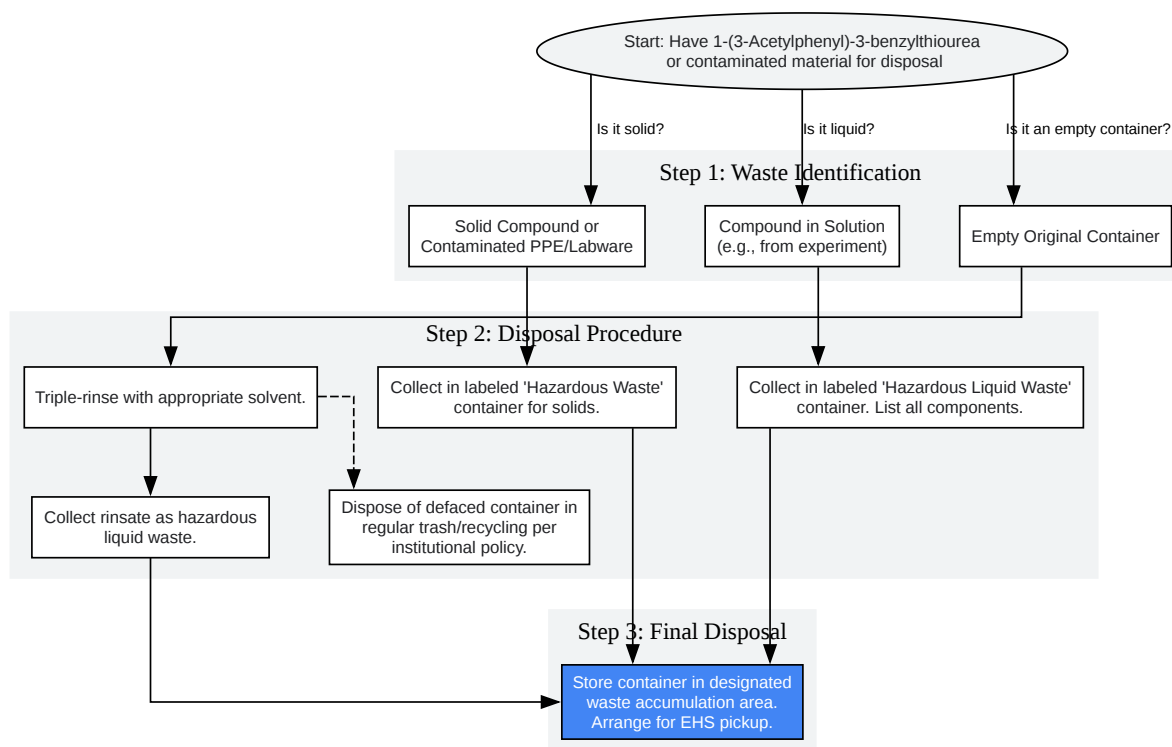 Start: Have 1-(3-Acetylphenyl)-3-benzylthiourea
or contaminated material for disposal
Is it solid?
Is it liquid?
Is it an empty container?
Step 1: Waste Identification
Solid Compound or
Contaminated PPE/Labware
Compound in Solution
(e.g., from experiment)
Empty Original Container
Step 2: Disposal Procedure
Triple-rinse with appropriate solvent.
Collect in labeled 'Hazardous Waste'
container for solids.
Collect in labeled 'Hazardous Liquid Waste'
container. List all components.
Collect rinsate as hazardous
liquid waste.
Dispose of defaced container in
regular trash/recycling per
institutional policy.
Step 3: Final Disposal
Store container in designated
waste accumulation area.
Arrange for EHS pickup.